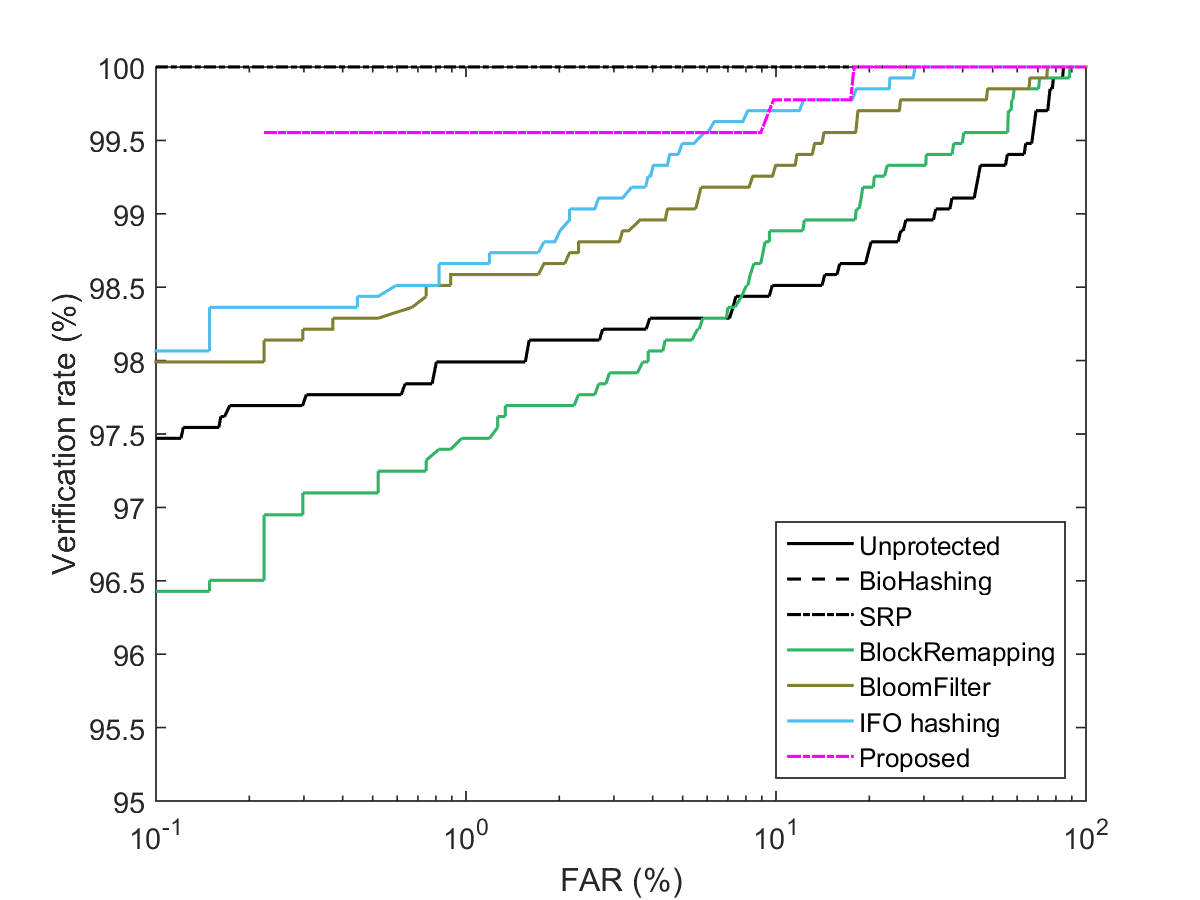 100
99.5
99
98.5
98
97.5
97
96.5
96
95.5
95
Verification rate (%)
10^-1
10^0
10^1
10^2
FAR (%)
Unprotected
BioHashing
SRP
BlockRemapping
BloomFilter
IFO hashing
Proposed